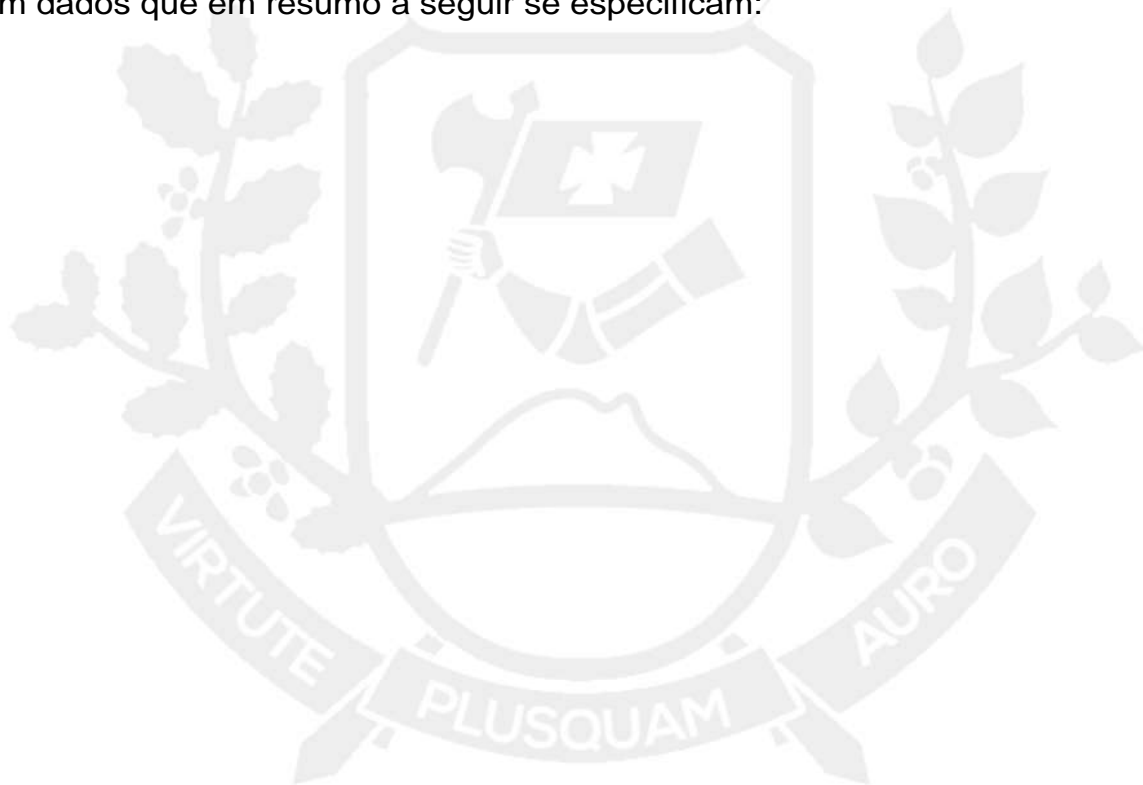 m dados que em resumo a seguir se especificam:
VIRTUTE
PLUSQUAM
AURO